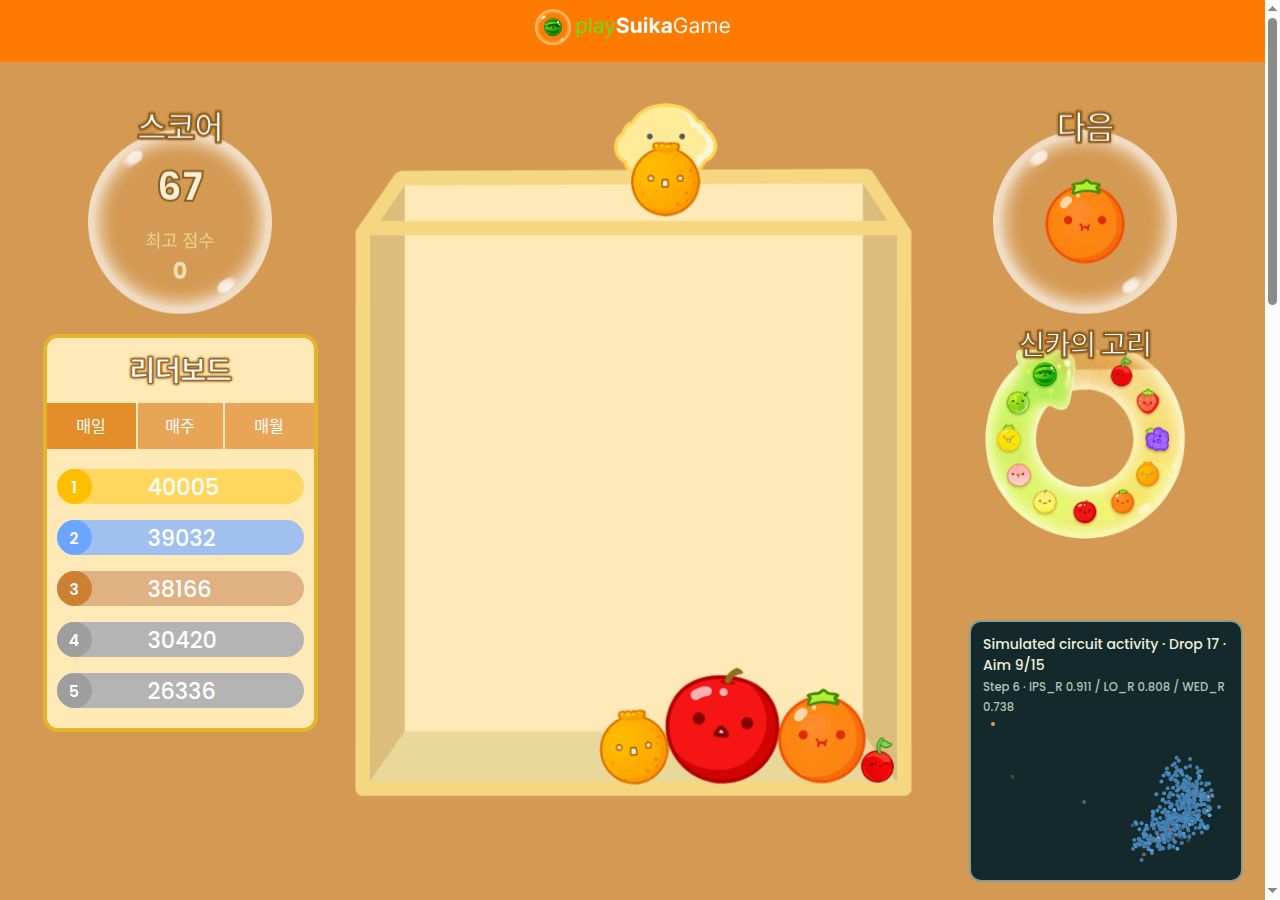 playSuikaGame
스코어
67
최고 점수
0
다음
신카의 고리
리더보드
매일 매주 매월
1 40005
2 39032
3 38166
4 30420
5 26336
Simulated circuit activity · Drop 17 ·
Aim 9/15
Step 6 · IPS_R 0.911 / LO_R 0.808 / WED_R
0.738